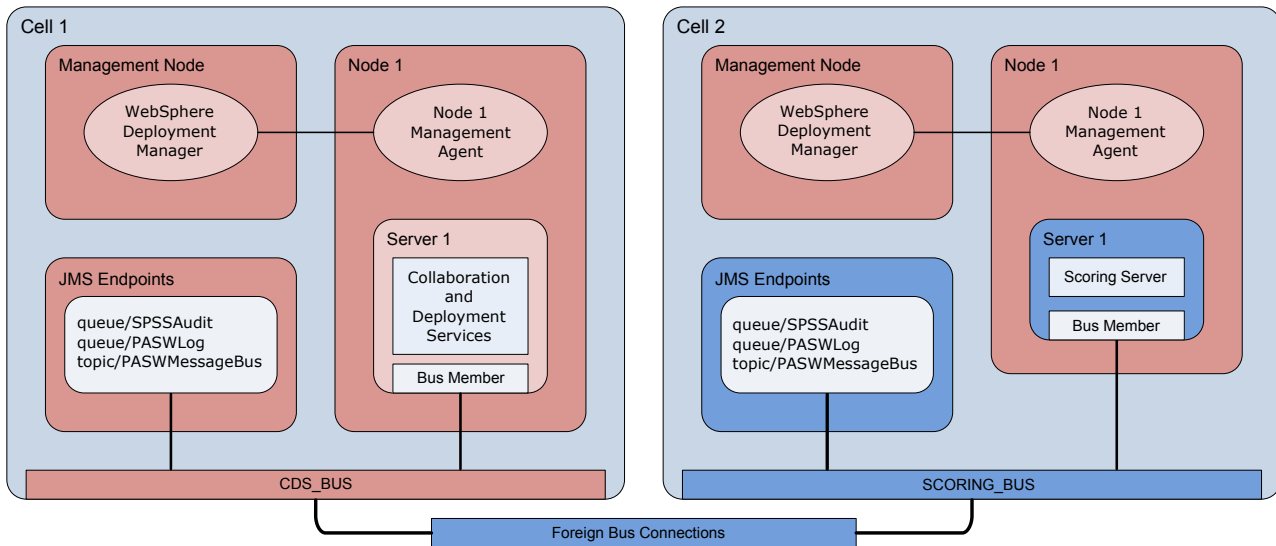 Cell 1
Management Node
WebSphere
Deployment
Manager
Node 1
Node 1
Management
Agent
Server 1
Collaboration
and
Deployment
Services
Bus Member
JMS Endpoints
queue/SPSSAudit
queue/PASWLog
topic/PASWMessageBus
CDS_BUS
Cell 2
Management Node
WebSphere
Deployment
Manager
Node 1
Node 1
Management
Agent
Server 1
Scoring Server
Bus Member
JMS Endpoints
queue/SPSSAudit
queue/PASWLog
topic/PASWMessageBus
SCORING_BUS
Foreign Bus Connections